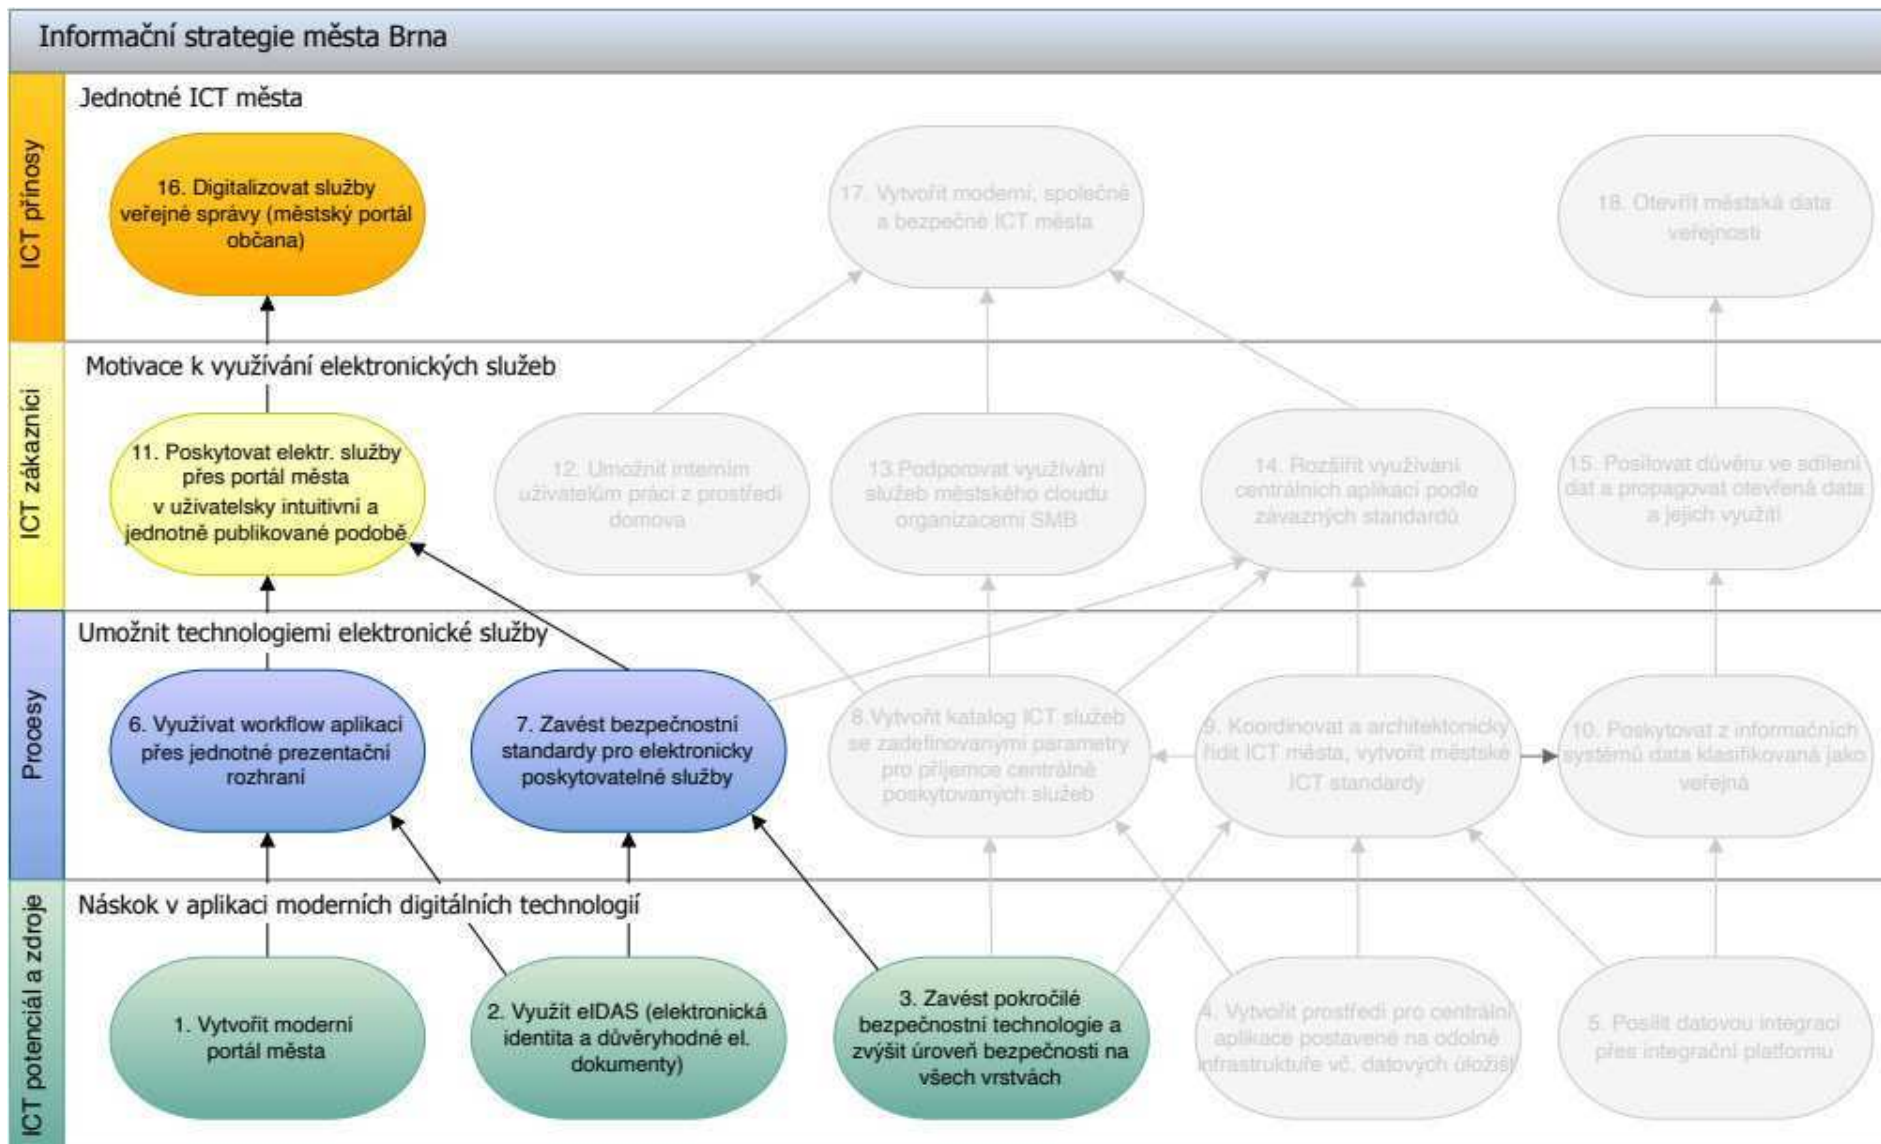 Informační strategie města Brna
ICT přínosy
Jednotné ICT města
16. Digitalizovat služby
veřejné správy (městský portál
občana)
17. Vytvořit moderní, společné
a bezpečné ICT města
18. Otevřít městská data
veřejnosti
ICT zákazníci
Motivace k využívání elektronických služeb
11. Poskytovat elektr. služby
přes portál města
v uživatelsky intuitivní a
jednotně publikované podobě
12. Umožnit interním
uživatelům práci z prostředí
domova
13.Podporovat využívání
služeb městského cloudu
organizacemi SMB
14. Rozšířit využívání
centrálních aplikací podle
závazných standardů
15. Posilovat důvěru ve sdílení
dat a propagovat otevřená data
a jejich využití
Procesy
Umožnit technologiemi elektronické služby
6. Využívat workflow aplikací
přes jednotné prezentační
rozhraní
7. Zavést bezpečnostní
standardy pro elektronicky
poskytovatelné služby
8.Vytvořit katalog ICT služeb
se zadefinovanými parametry
pro příjemce centrálně
poskytovaných služeb
9. Koordinovat a architektonicky
řídit ICT města, vytvořit městské
ICT standardy
10. Poskytovat z informačních
systémů data klasifikovaná jako
veřejná
ICT potenciál a zdroje
Náskok v aplikaci moderních digitálních technologií
1. Vytvořit moderní
portál města
2. Využít eIDAS (elektronická
identita a důvěryhodné el.
dokumenty)
3. Zavést pokročilé
bezpečnostní technologie a
zvýšit úroveň bezpečnosti na
všech vrstvách
4. Vytvořit prostředí pro centrální
aplikace postavené na odolné
infrastruktuře vč. datových úložišť
5. Posílit datovou integraci
přes integrační platformu